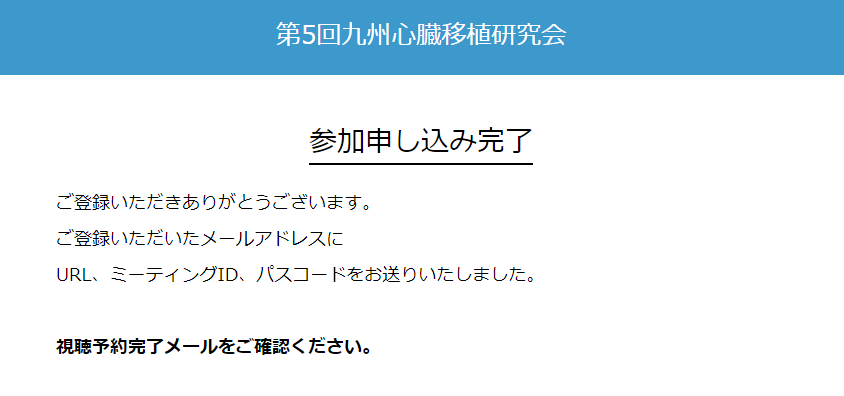 第5回九州心臓移植研究会
参加申し込み完了
ご登録いただきありがとうございます。
ご登録いただいたメールアドレスに
URL、ミーティングID、パスコードをお送りいたしました。
視聴予約完了メールをご確認ください。